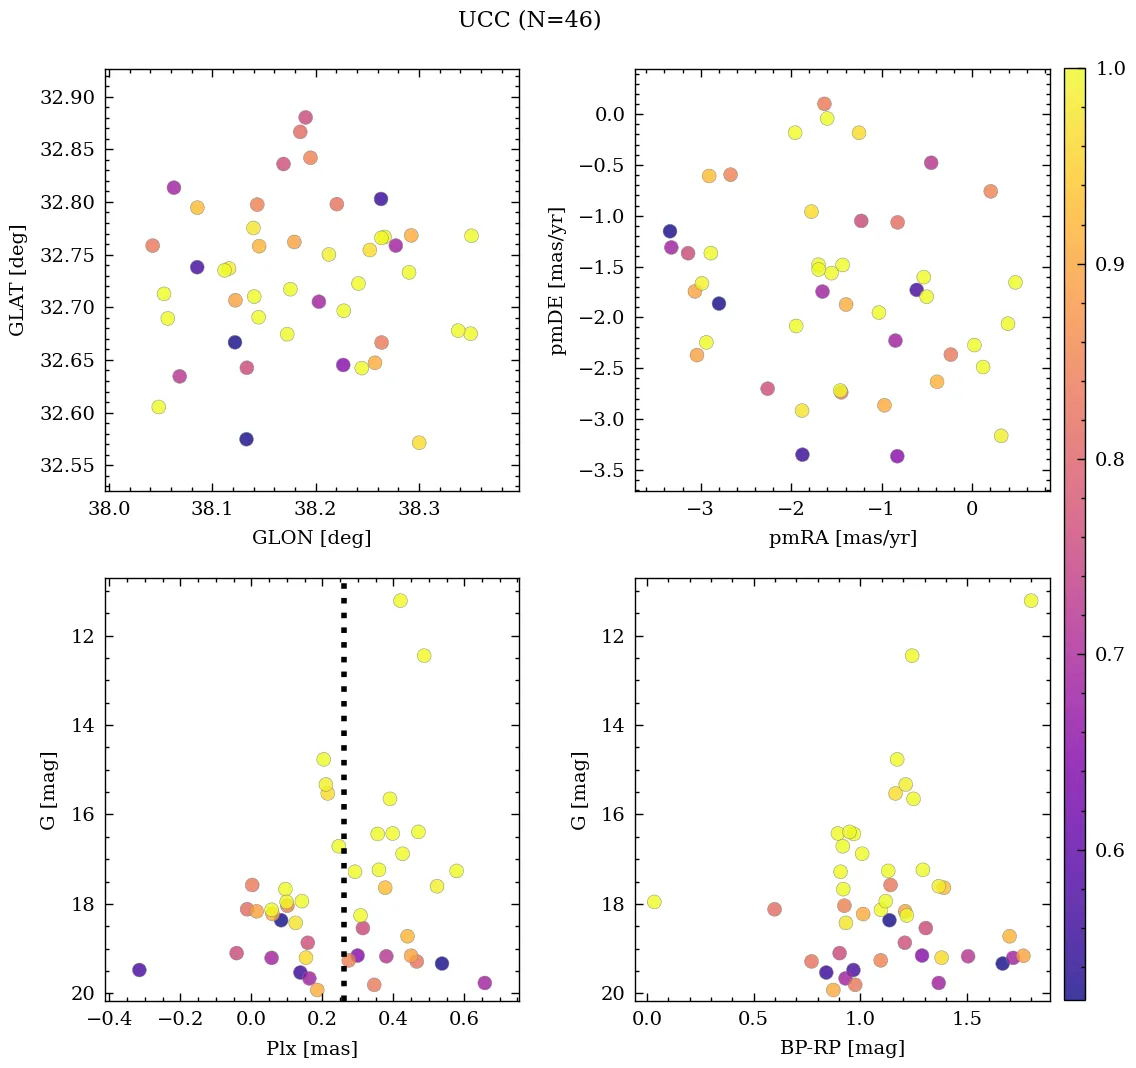 UCC (N=46)
32.90
32.85
32.80
32.75
32.70
32.65
32.60
32.55
GLAT [deg]
38.0 38.1 38.2 38.3
GLON [deg]
0.0
−0.5
−1.0
−1.5
−2.0
−2.5
−3.0
−3.5
pmDE [mas/yr]
−3 −2 −1 0
pmRA [mas/yr]
1.0
0.9
0.8
0.7
0.6
12
14
16
18
20
G [mag]
−0.4 −0.2 0.0 0.2 0.4 0.6
Plx [mas]
12
14
16
18
20
G [mag]
0.0 0.5 1.0 1.5
BP-RP [mag]